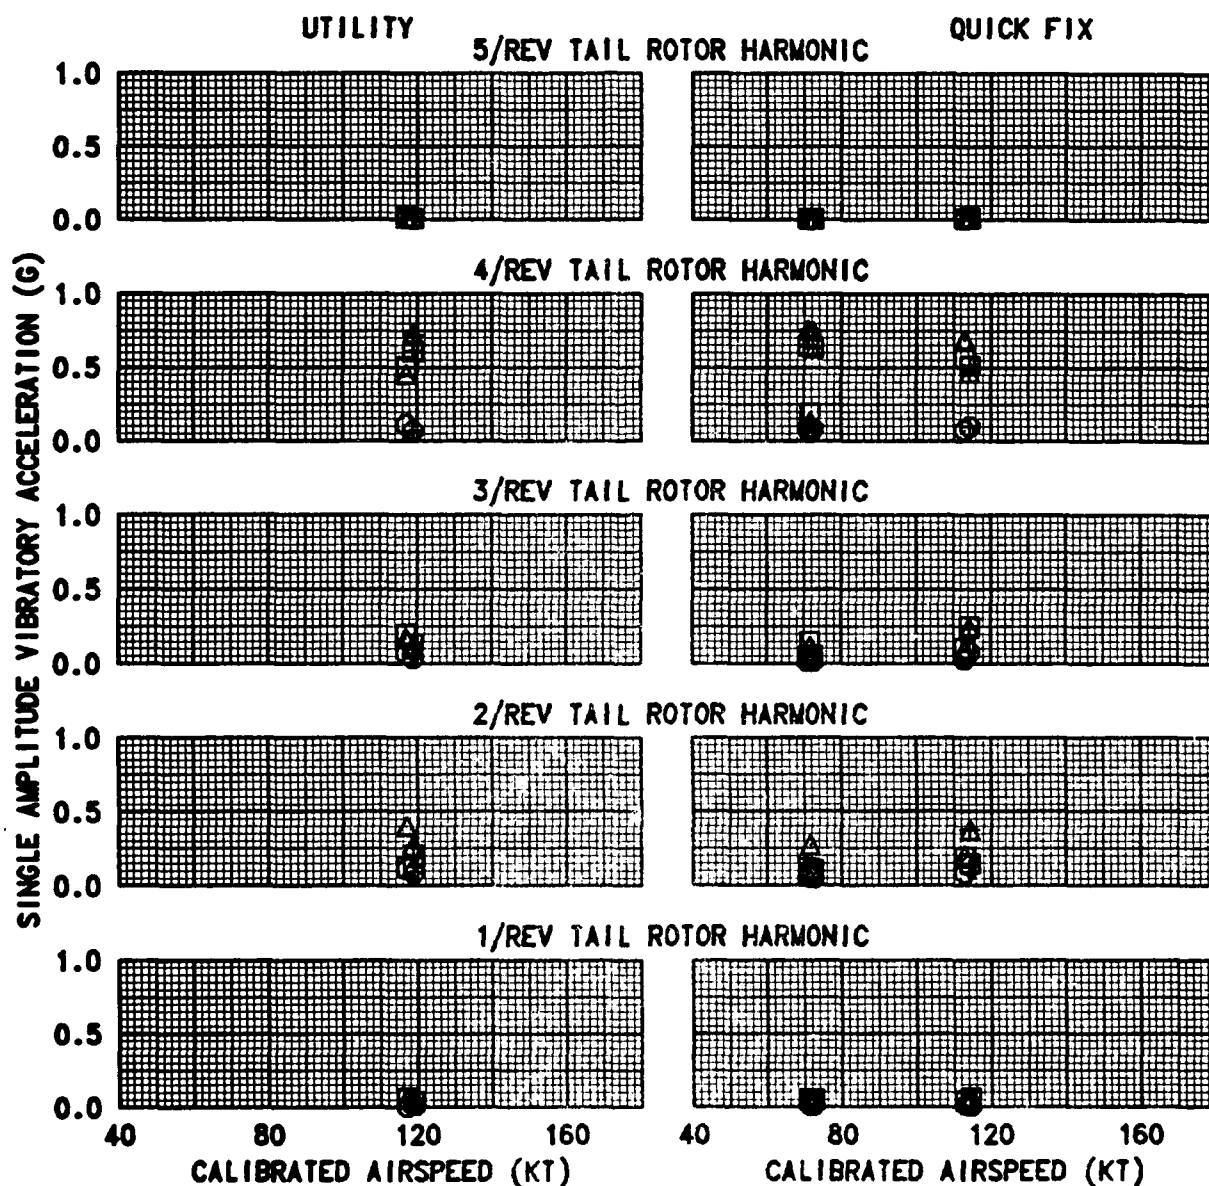 UTILITY
QUICK FIX
5/REV TAIL ROTOR HARMONIC
1.0
0.5
0.0
4/REV TAIL ROTOR HARMONIC
1.0
0.5
0.0
3/REV TAIL ROTOR HARMONIC
1.0
0.5
0.0
2/REV TAIL ROTOR HARMONIC
1.0
0.5
0.0
1/REV TAIL ROTOR HARMONIC
1.0
0.5
0.0
SINGLE AMPLITUDE VIBRATORY ACCELERATION (G)
40 80 120 160
40 80 120 160
CALIBRATED AIRSPEED (KT)
CALIBRATED AIRSPEED (KT)